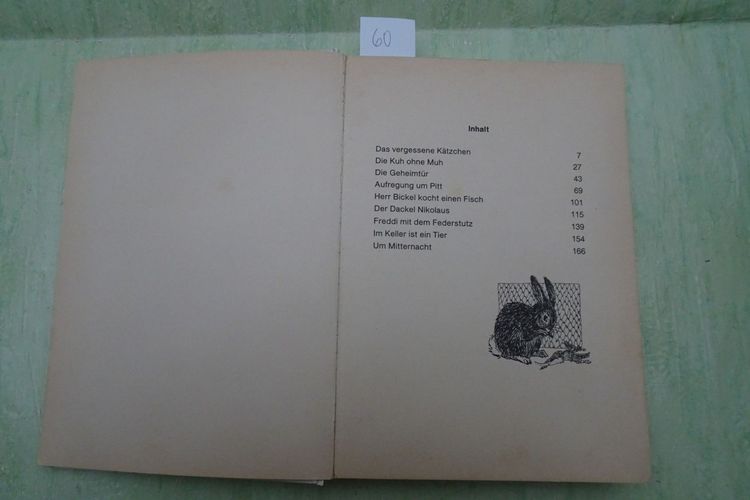 60
Inhalt
Das vergessene Kätzchen 7
Die Kuh ohne Muh 27
Die Geheimtür 43
Aufregung um Pitt 69
Herr Bickel kocht einen Fisch 101
Der Dackel Nikolaus 115
Freddi mit dem Federstutz 139
Im Keller ist ein Tier 154
Um Mitternacht 166